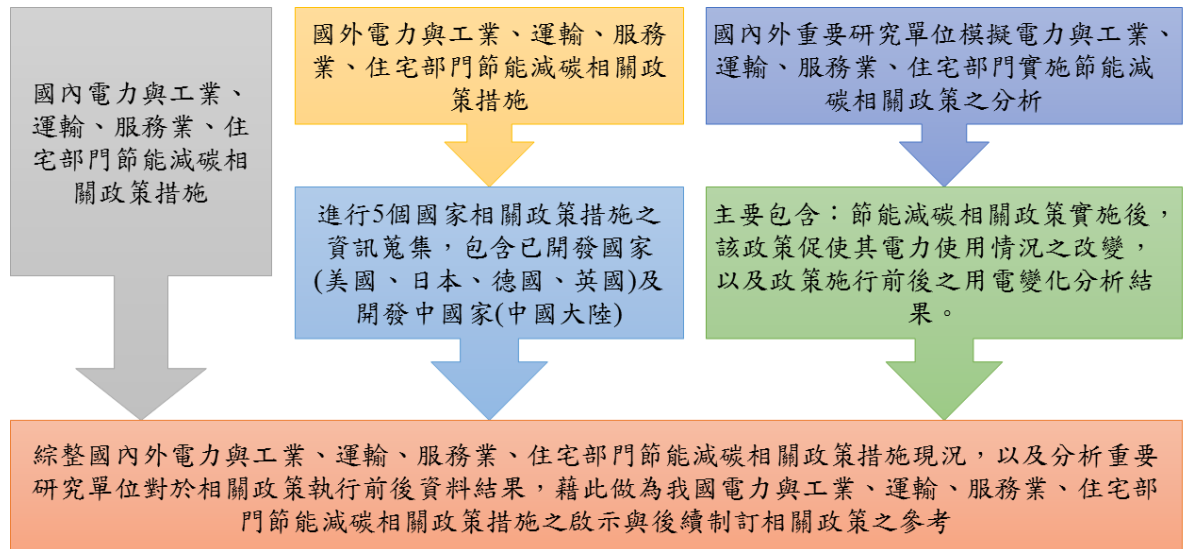 國內電力與工業、
運輸、服務業、住
宅部門節能減碳相
關政策措施
國外電力與工業、運輸、服務
業、住宅部門節能減碳相關政
策措施
國內外重要研究單位模擬電力與工業、
運輸、服務業、住宅部門實施節能減
碳相關政策之分析
進行5個國家相關政策措施之
資訊蒐集，包含已開發國家
(美國、日本、德國、英國)及
開發中國家(中國大陸)
主要包含：節能減碳相關政策實施後，
該政策促使其電力使用情況之改變，
以及政策施行前後之用電變化分析結
果。
綜整國內外電力與工業、運輸、服務業、住宅部門節能減碳相關政策措施現況，以及分析重要
研究單位對於相關政策執行前後資料結果，藉此做為我國電力與工業、運輸、服務業、住宅部
門節能減碳相關政策措施之啟示與後續制訂相關政策之參考